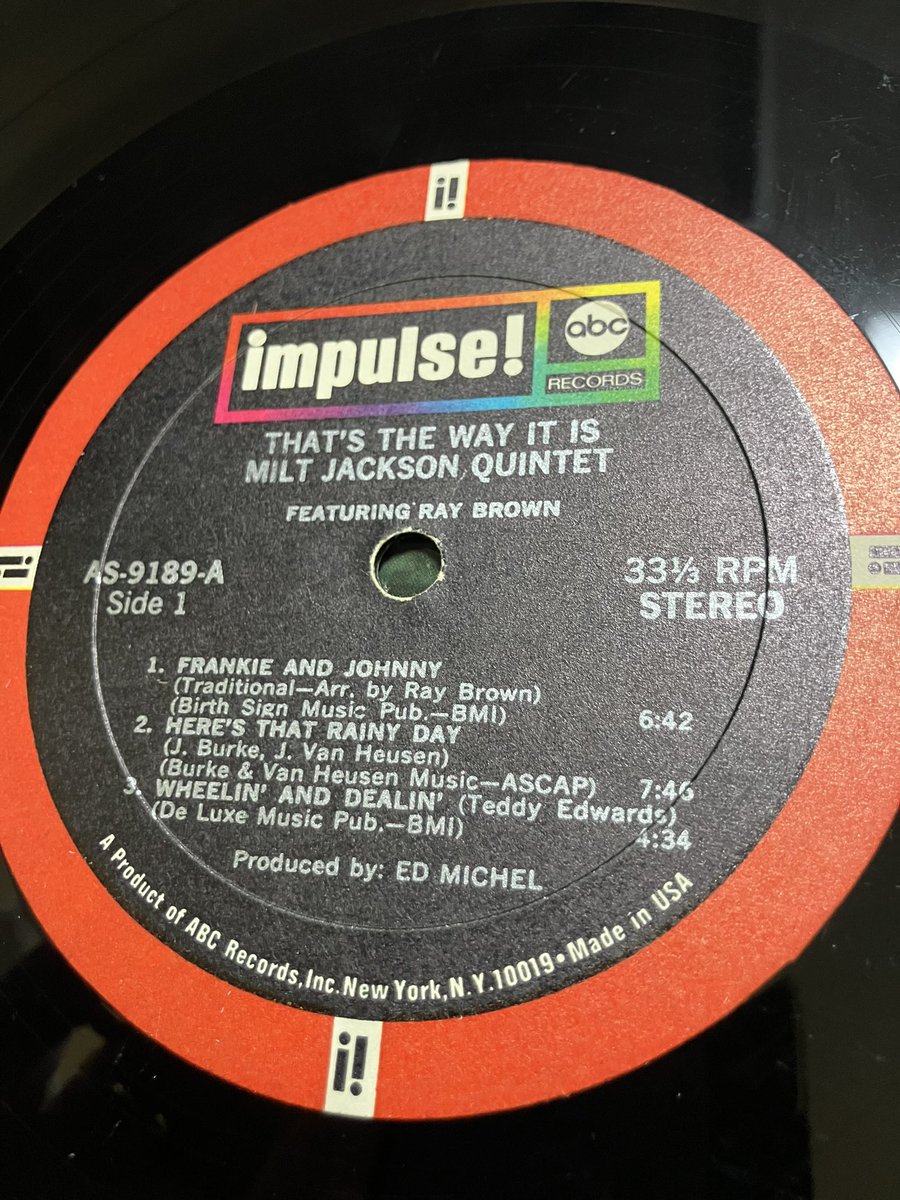 i!
impulse!
abc
RECORDS
THAT'S THE WAY IT IS
MILT JACKSON QUINTET
FEATURING RAY BROWN
AS-9189-A
Side 1
33⅓ RPM
STEREO
i!
i!
1. FRANKIE AND JOHNNY
(Traditional—Arr. by Ray Brown)
(Birth Sign Music Pub.—BMI) 6:42
2. HERE'S THAT RAINY DAY
(J. Burke, J. Van Heusen)
(Burke & Van Heusen Music—ASCAP) 7:46
3. WHEELIN' AND DEALIN' (Teddy Edwards)
(De Luxe Music Pub.—BMI) 4:34
Produced by: ED MICHEL
A Product of ABC Records, Inc. New York, N.Y. 10019 • Made in USA
i!